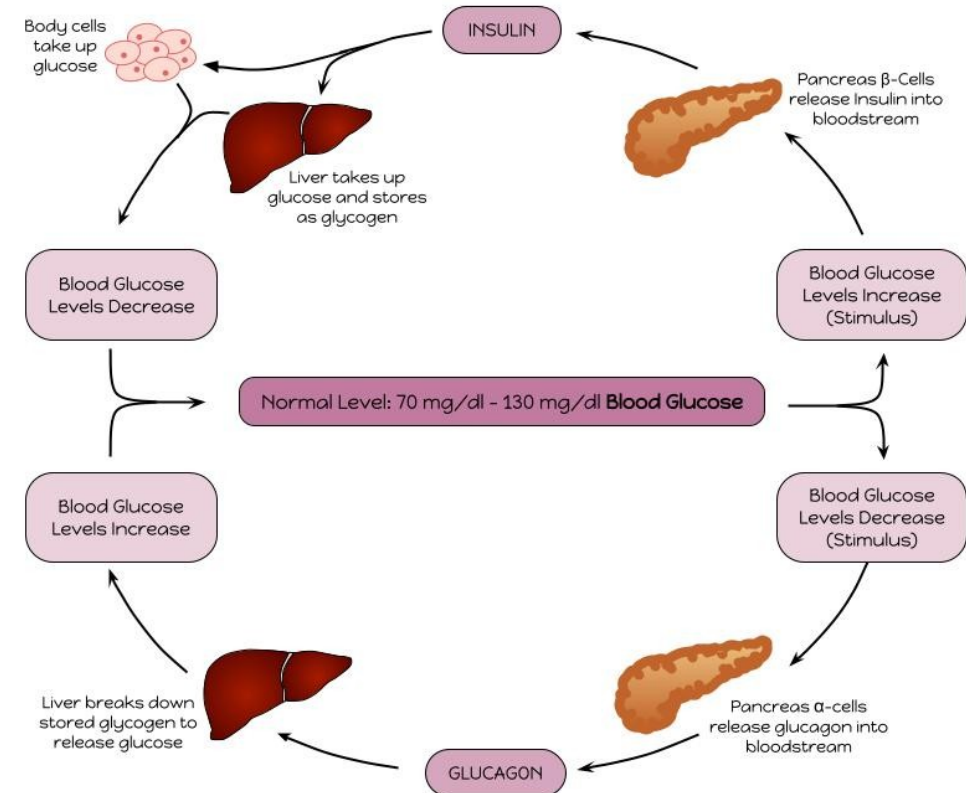 Body cells
take up
glucose
INSULIN
Pancreas β-Cells
release Insulin into
bloodstream
Liver takes up
glucose and stores
as glycogen
Blood Glucose
Levels Decrease
Blood Glucose
Levels Increase
(Stimulus)
Normal Level: 70 mg/dl - 130 mg/dl Blood Glucose
Blood Glucose
Levels Increase
Blood Glucose
Levels Decrease
(Stimulus)
Liver breaks down
stored glycogen to
release glucose
Pancreas α-cells
release glucagon into
bloodstream
GLUCAGON